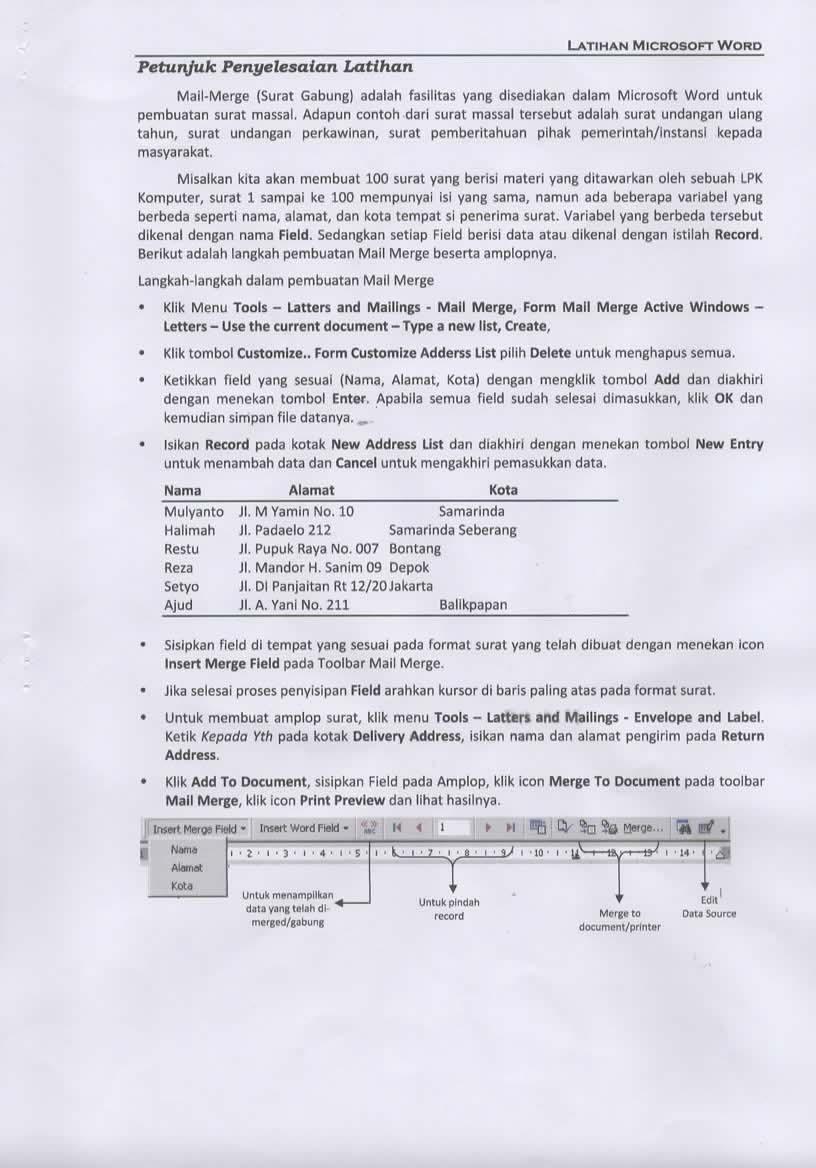 LATIHAN MICROSOFT WORD
Petunjuk Penyelesaian Latihan
Mail-Merge (Surat Gabung) adalah fasilitas yang disediakan dalam Microsoft Word untuk
pembuatan surat massal. Adapun contoh dari surat massal tersebut adalah surat undangan ulang
tahun, surat undangan perkawinan, surat pemberitahuan pihak pemerintah/instansi kepada
masyarakat.
Misalkan kita akan membuat 100 surat yang berisi materi yang ditawarkan oleh sebuah LPK
Komputer, surat 1 sampai ke 100 mempunyai isi yang sama, namun ada beberapa variabel yang
berbeda seperti nama, alamat, dan kota tempat si penerima surat. Variabel yang berbeda tersebut
dikenal dengan nama Field. Sedangkan setiap Field berisi data atau dikenal dengan istilah Record.
Berikut adalah langkah pembuatan Mail Merge beserta amplopnya.
Langkah-langkah dalam pembuatan Mail Merge
• Klik Menu Tools – Latters and Mailings - Mail Merge, Form Mail Merge Active Windows –
Letters – Use the current document – Type a new list, Create,
• Klik tombol Customize.. Form Customize Adderss List pilih Delete untuk menghapus semua.
• Ketikkan field yang sesuai (Nama, Alamat, Kota) dengan mengklik tombol Add dan diakhiri
dengan menekan tombol Enter. Apabila semua field sudah selesai dimasukkan, klik OK dan
kemudian simpan file datanya.
• Isikan Record pada kotak New Address List dan diakhiri dengan menekan tombol New Entry
untuk menambah data dan Cancel untuk mengakhiri pemasukkan data.
Nama Alamat Kota
Mulyanto Jl. M Yamin No. 10 Samarinda
Halimah Jl. Padaelo 212 Samarinda Seberang
Restu Jl. Pupuk Raya No. 007 Bontang
Reza Jl. Mandor H. Sanim 09 Depok
Setyo Jl. DI Panjaitan Rt 12/20 Jakarta
Ajud Jl. A. Yani No. 211 Balikpapan
• Sisipkan field di tempat yang sesuai pada format surat yang telah dibuat dengan menekan icon
Insert Merge Field pada Toolbar Mail Merge.
• Jika selesai proses penyisipan Field arahkan kursor di baris paling atas pada format surat.
• Untuk membuat amplop surat, klik menu Tools – Latters and Mailings - Envelope and Label.
Ketik Kepada Yth pada kotak Delivery Address, isikan nama dan alamat pengirim pada Return
Address.
• Klik Add To Document, sisipkan Field pada Amplop, klik icon Merge To Document pada toolbar
Mail Merge, klik icon Print Preview dan lihat hasilnya.
Insert Merge Field Insert Word Field « » ABC 1 Merge...
Nama
Alamat
Kota
2 3 4 5 7 8 9 10 11 12 13 14
Untuk menampilkan
data yang telah di-
merged/gabung
Untuk pindah
record
Merge to
document/printer
Edit
Data Source